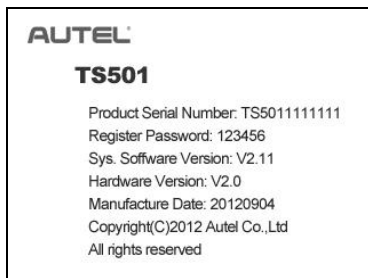 AUTEL
TS501
Product Serial Number: TS5011111111
Register Password: 123456
Sys. Soffware Version: V2.11
Hardware Version: V2.0
Manufacture Date: 20120904
Copyright(C)2012 Autel Co.,Ltd
All rights reserved